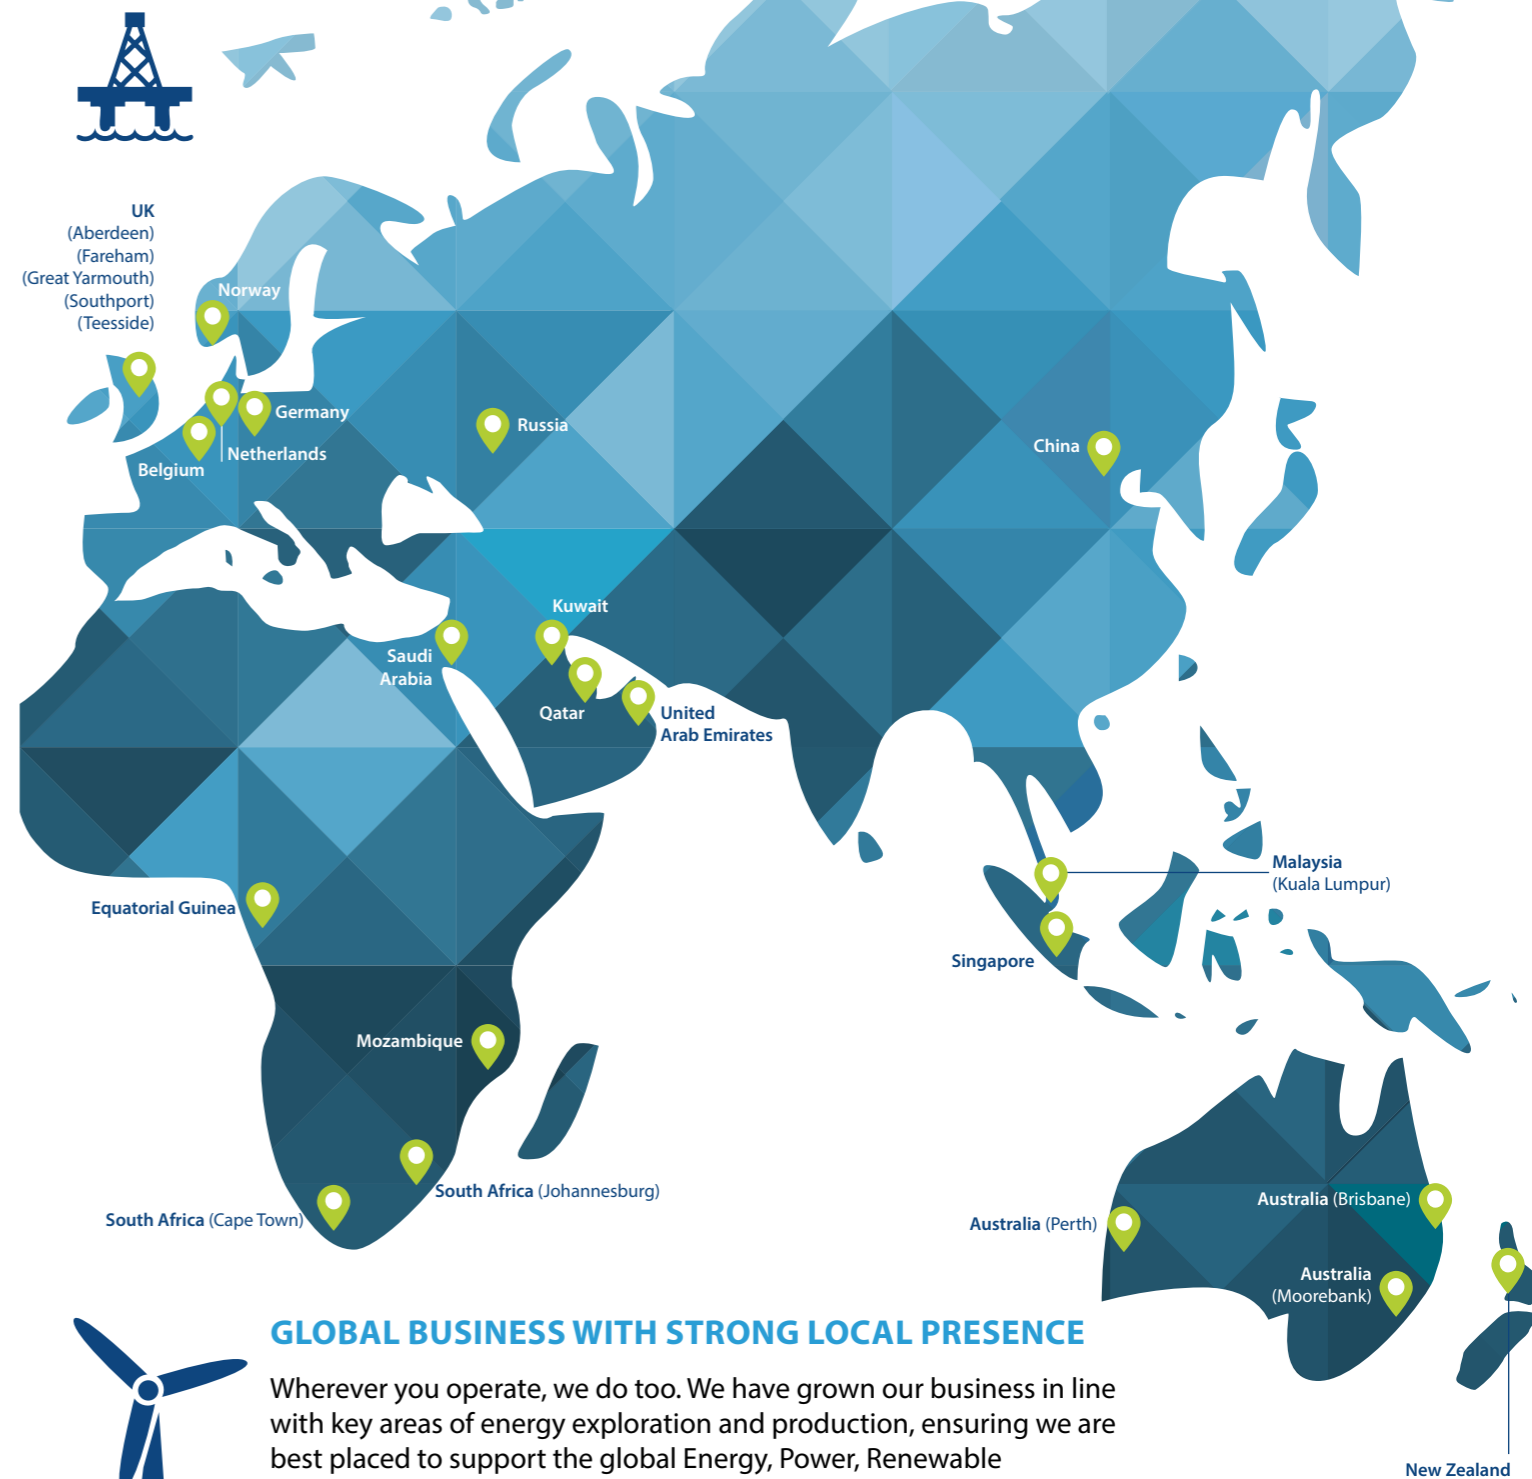 UK
(Aberdeen)
(Fareham)
(Great Yarmouth)
(Southport)
(Teesside)
Norway
Germany
Netherlands
Belgium
Russia
China
Kuwait
Saudi
Arabia
Qatar
United
Arab Emirates
Malaysia
(Kuala Lumpur)
Equatorial Guinea
Singapore
Mozambique
South Africa (Johannesburg)
South Africa (Cape Town)
Australia (Brisbane)
Australia (Perth)
Australia
(Moorebank)
GLOBAL BUSINESS WITH STRONG LOCAL PRESENCE
Wherever you operate, we do too. We have grown our business in line
with key areas of energy exploration and production, ensuring we are
best placed to support the global Energy, Power, Renewable
New Zealand